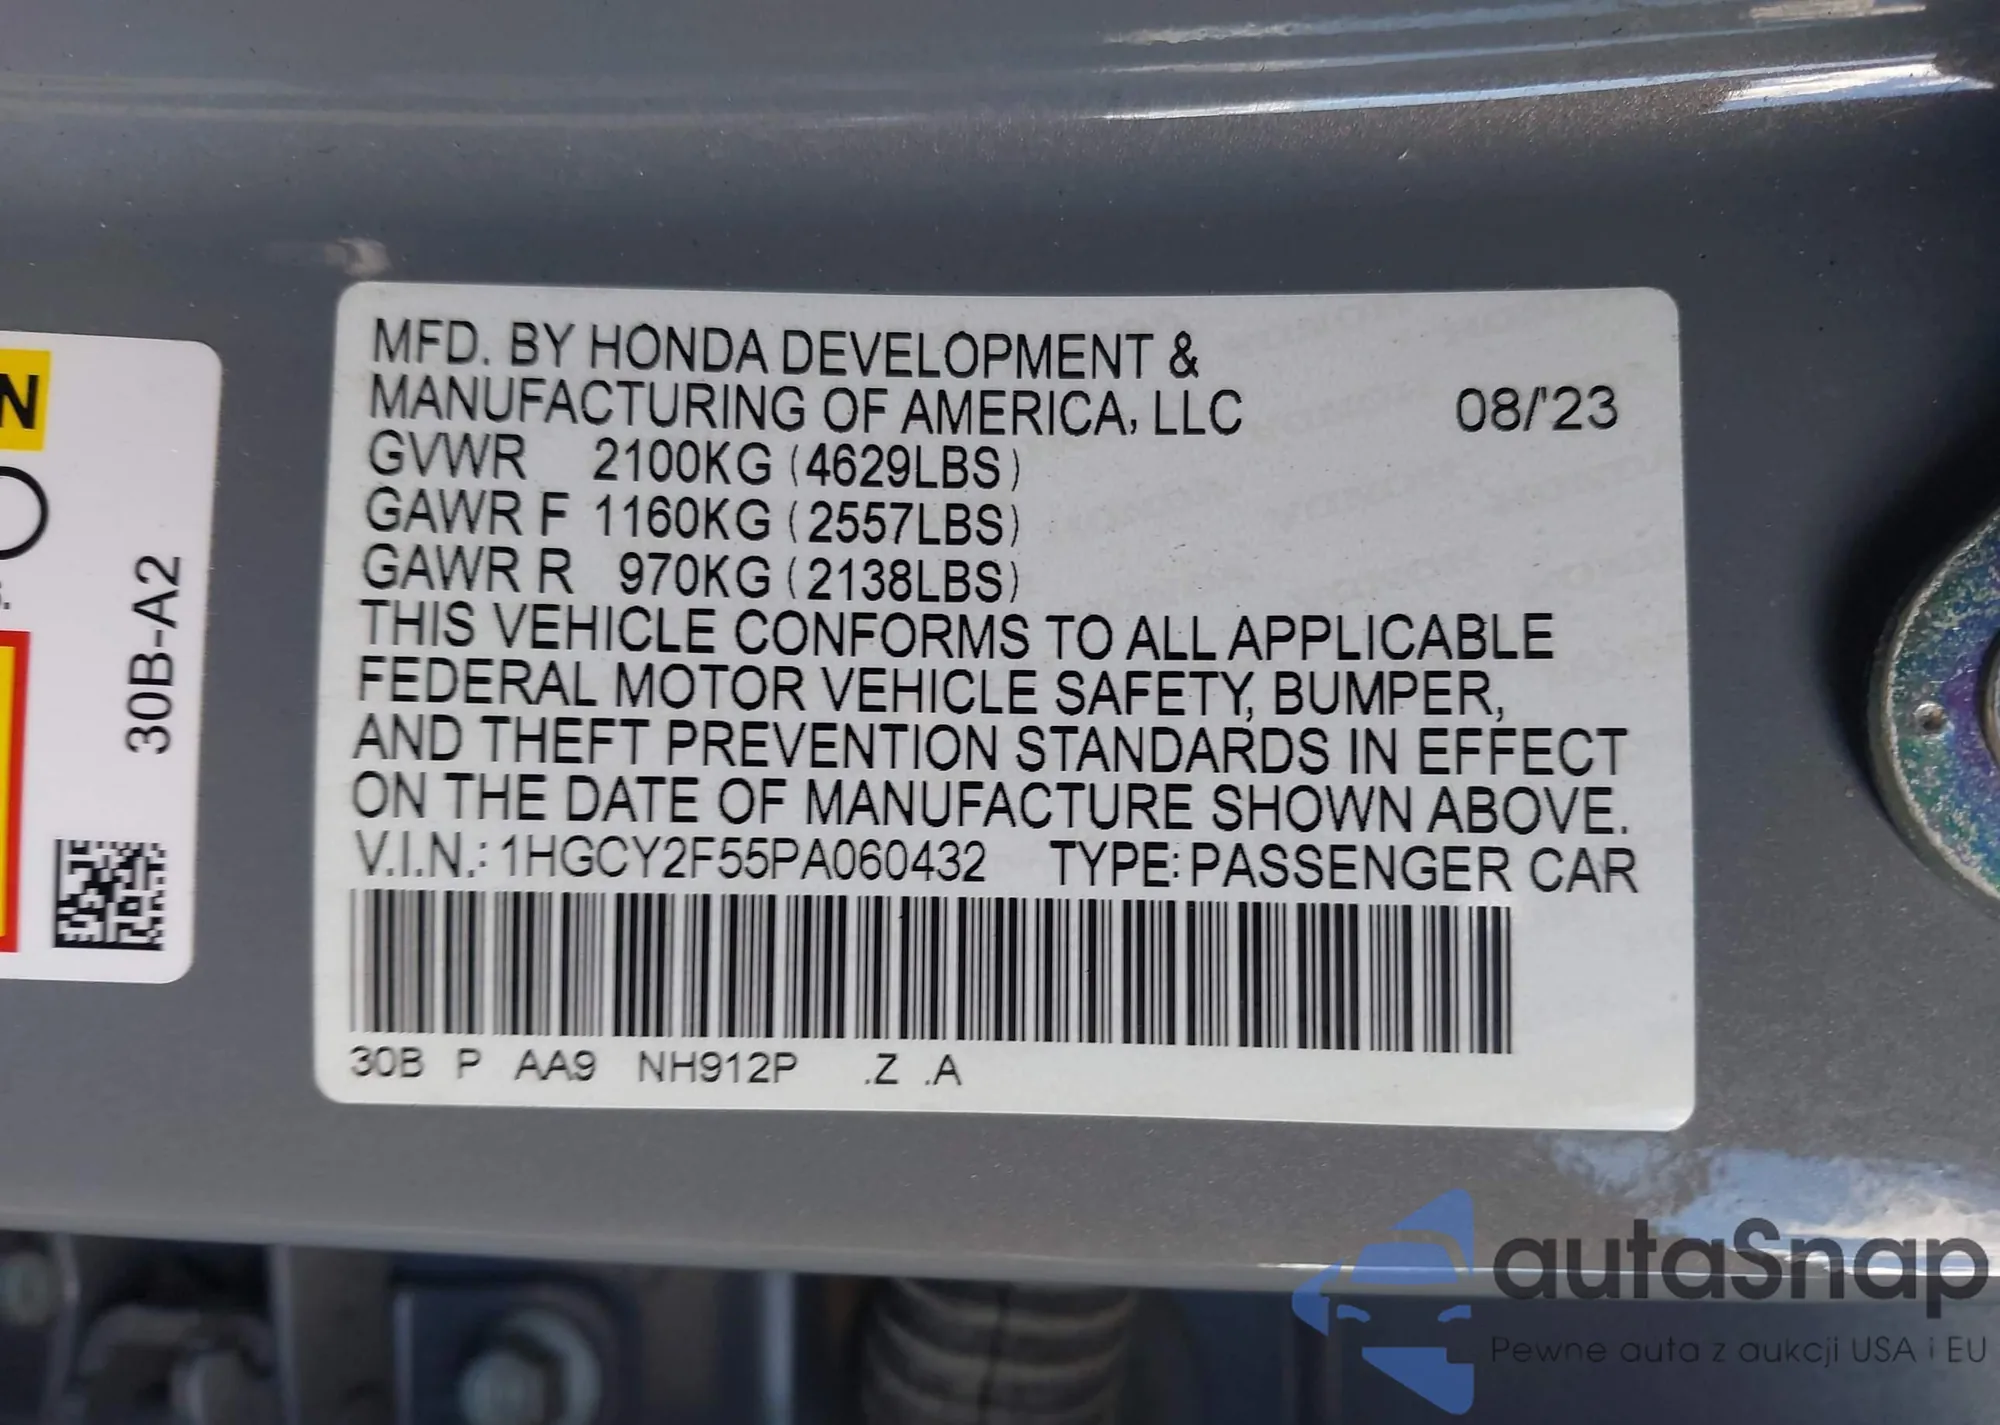 MFD. BY HONDA DEVELOPMENT &
MANUFACTURING OF AMERICA, LLC 08/'23
GVWR 2100KG (4629LBS)
GAWR F 1160KG (2557LBS)
GAWR R 970KG (2138LBS)
THIS VEHICLE CONFORMS TO ALL APPLICABLE
FEDERAL MOTOR VEHICLE SAFETY, BUMPER,
AND THEFT PREVENTION STANDARDS IN EFFECT
ON THE DATE OF MANUFACTURE SHOWN ABOVE.
V.I.N.: 1HGCY2F55PA060432 TYPE: PASSENGER CAR
30B P AA9 NH912P .Z .A
30B-A2
N
autoSnap
Pewne auta z aukcji USA i EU